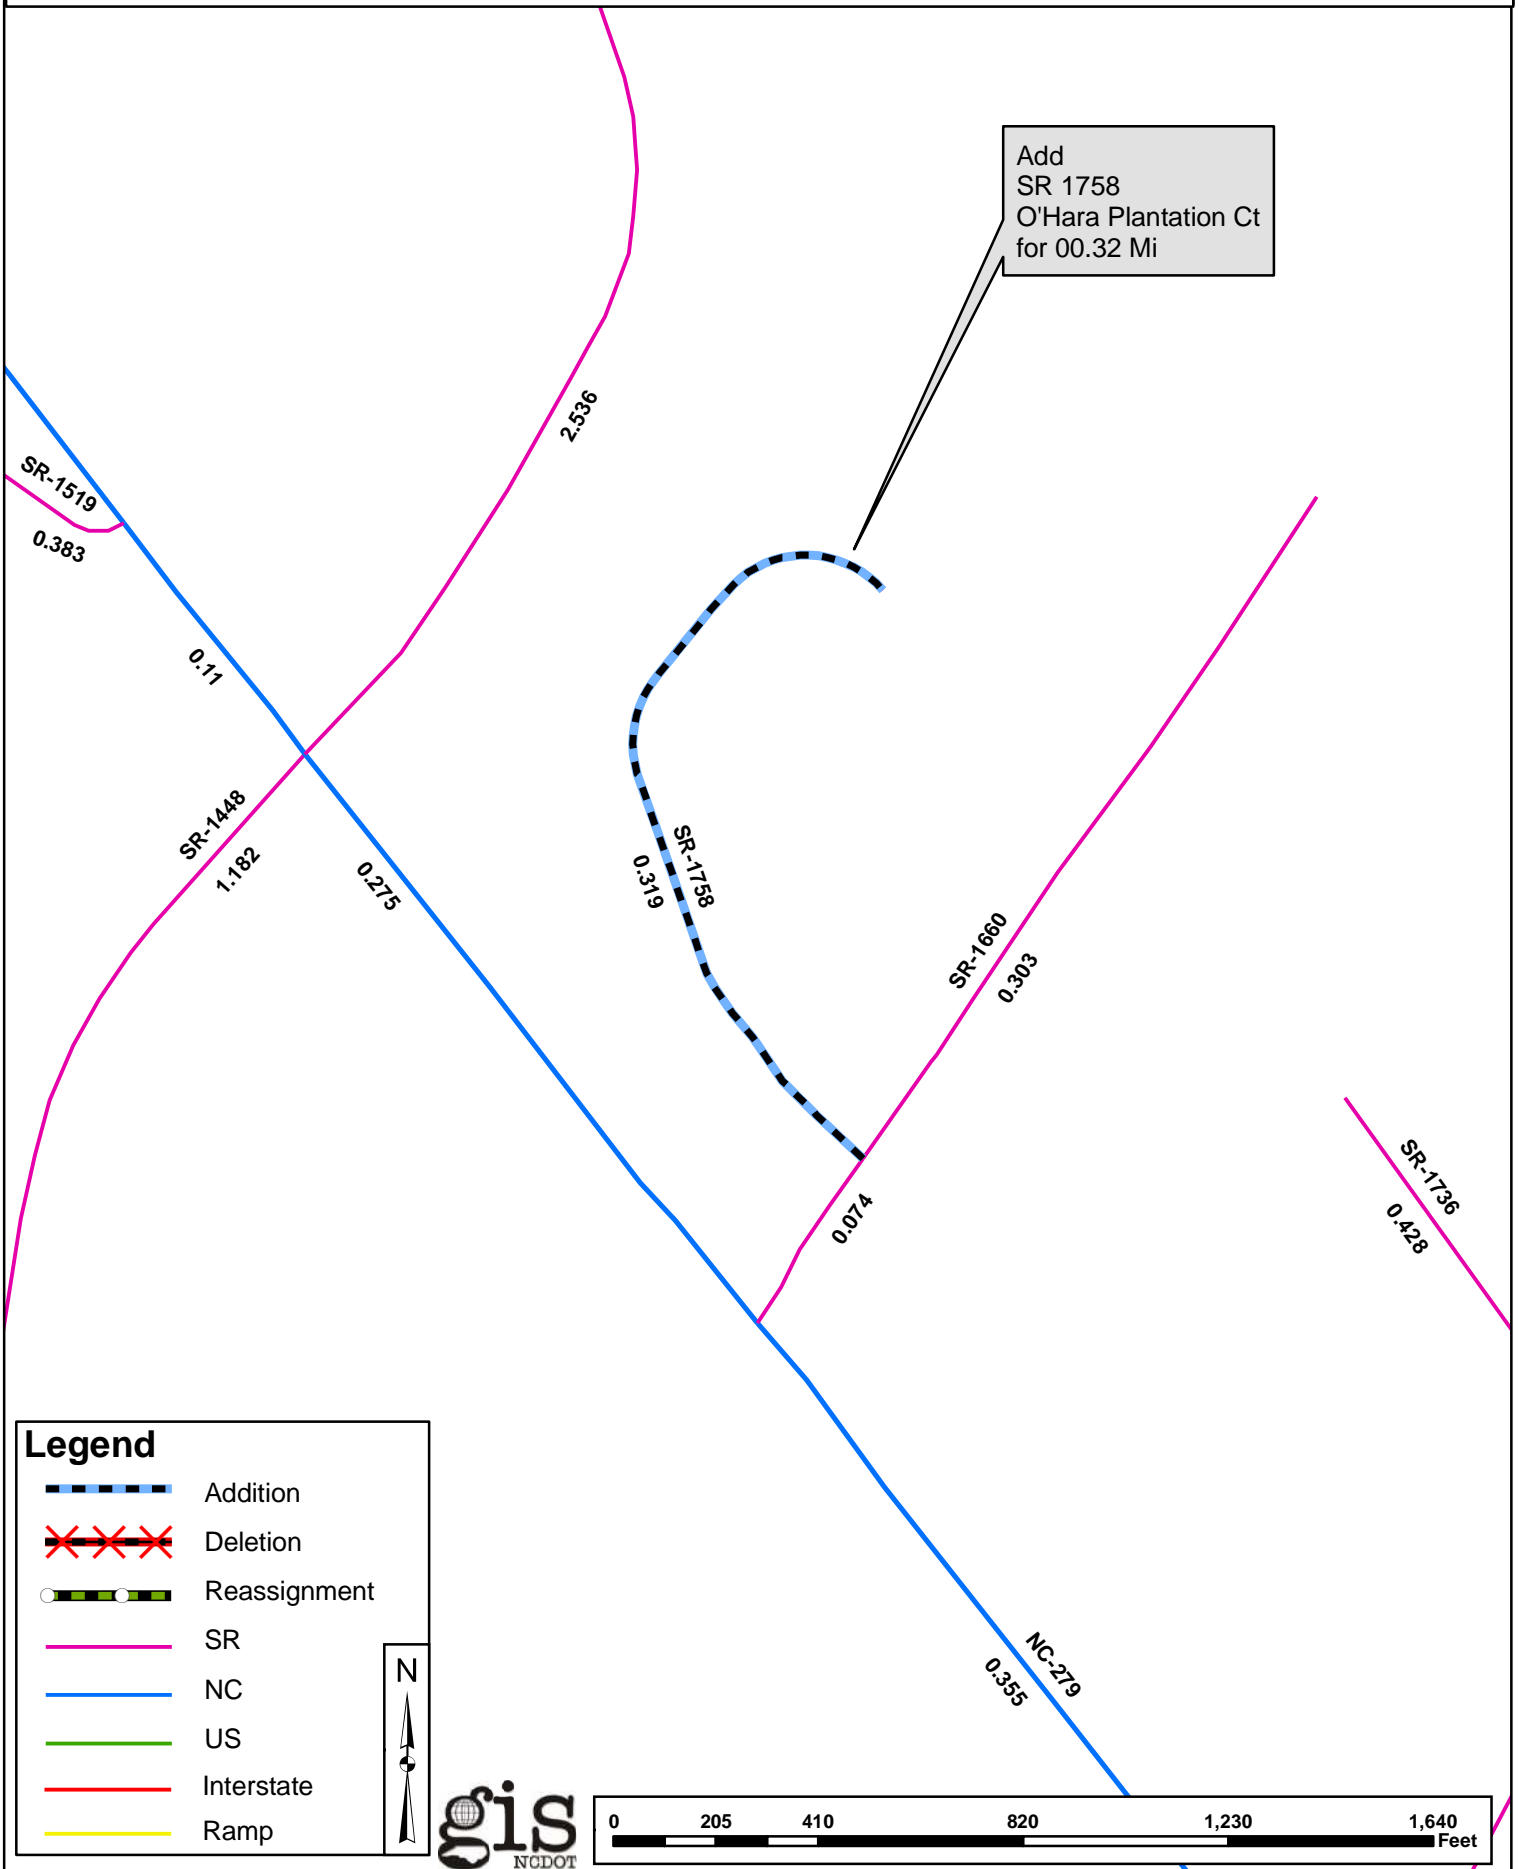 Add
SR 1758
O'Hara Plantation Ct
for 00.32 Mi
2.536
SR-1519
0.383
0.11
SR-1448
1.182
0.275
SR-1758
0.319
SR-1660
0.303
0.074
SR-1736
0.428
NC-279
0.355
Legend
Addition
Deletion
Reassignment
SR
NC
US
Interstate
Ramp
N
gis
NCDOT
0 205 410 820 1,230 1,640
Feet